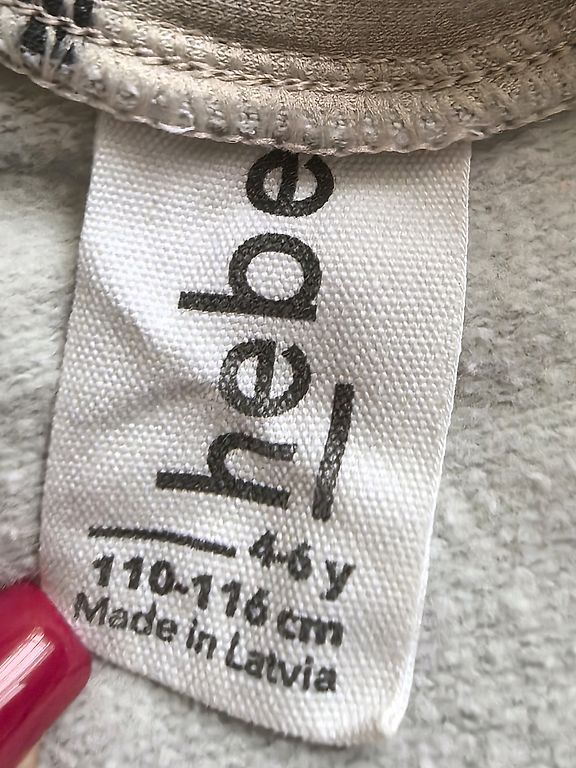 hebe
4-6 y
110-116 cm
Made in Latvia